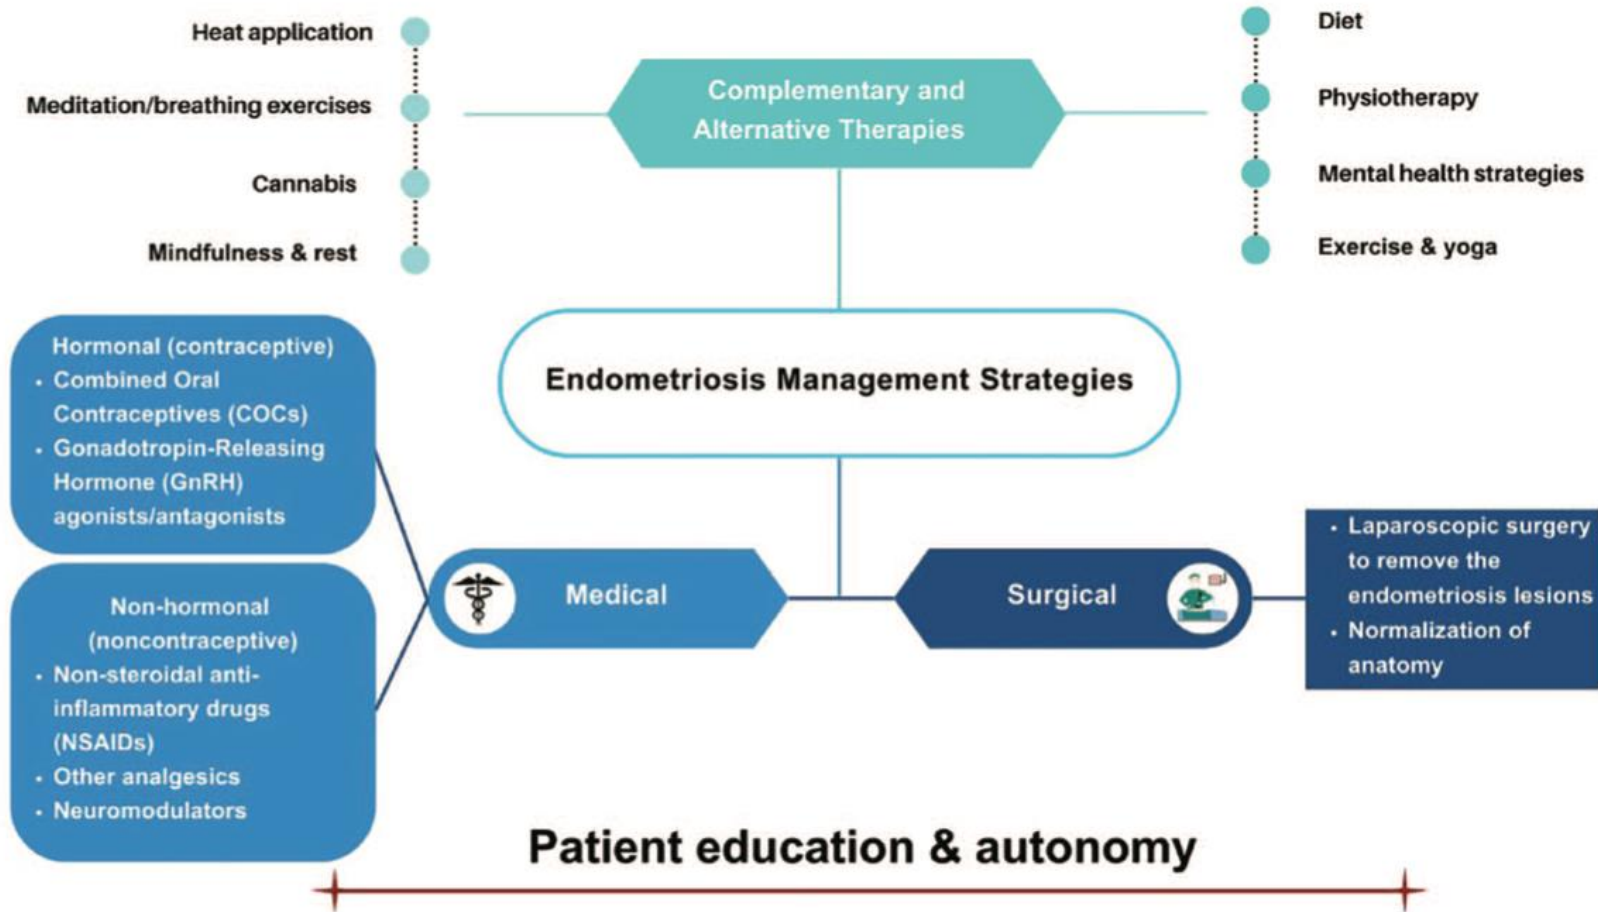 Heat application
Meditation/breathing exercises
Cannabis
Mindfulness & rest
Complementary and
Alternative Therapies
Diet
Physiotherapy
Mental health strategies
Exercise & yoga
Endometriosis Management Strategies
Hormonal (contraceptive)
• Combined Oral
Contraceptives (COCs)
• Gonadotropin-Releasing
Hormone (GnRH)
agonists/antagonists
Non-hormonal
(noncontraceptive)
• Non-steroidal anti-
inflammatory drugs
(NSAIDs)
• Other analgesics
• Neuromodulators
Medical
Surgical
• Laparoscopic surgery
to remove the
endometriosis lesions
• Normalization of
anatomy
Patient education & autonomy